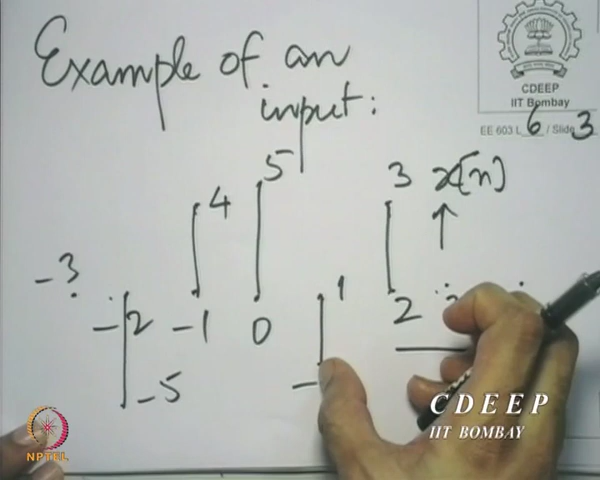 Example of an
input:
CDEEP
IIT Bombay
EE 603 L 6 / Slide 3
5
4
3 x[n]
-3
1
-2 -1 0 2
-5
CDEEP
IIT BOMBAY
NPTEL